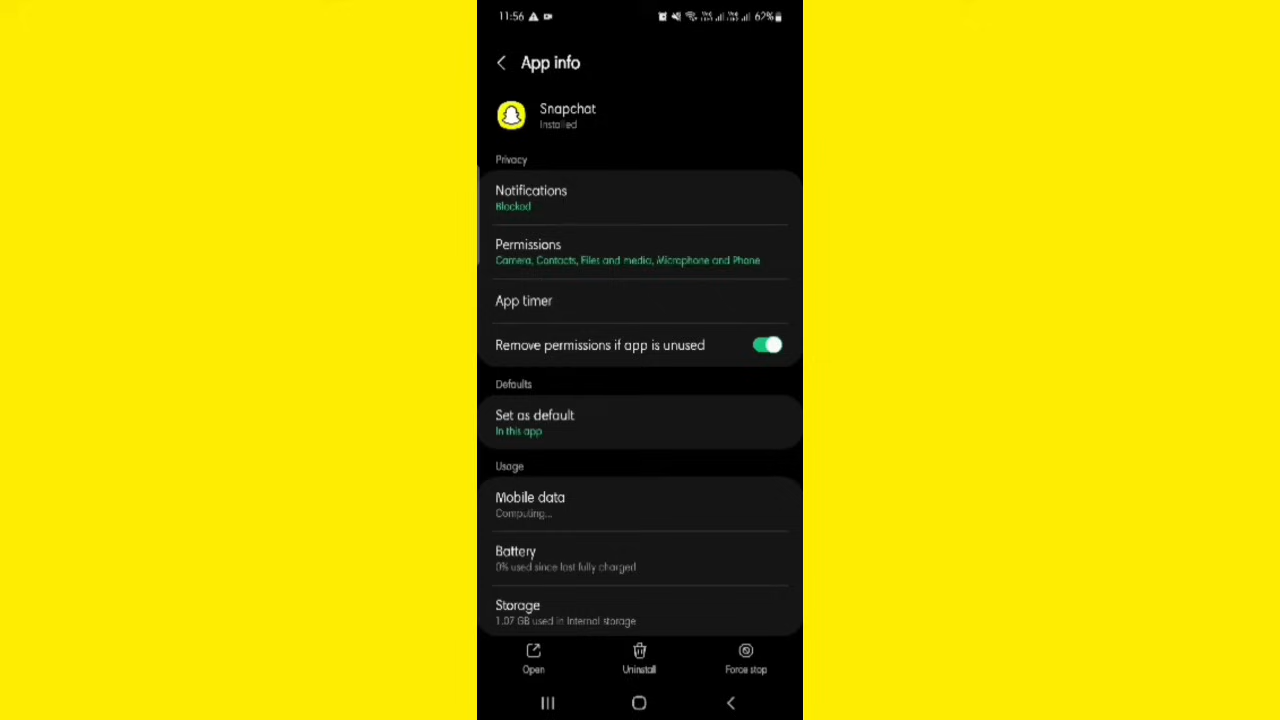 11:56
62%
App info
Snapchat
Installed
Privacy
Notifications
Blocked
Permissions
Camera, Contacts, Files and media, Microphone and Phone
App timer
Remove permissions if app is unused
Defaults
Set as default
In this app
Usage
Mobile data
Computing...
Battery
0% used since last fully charged
Storage
1.07 GB used in Internal storage
Open
Uninstall
Force stop